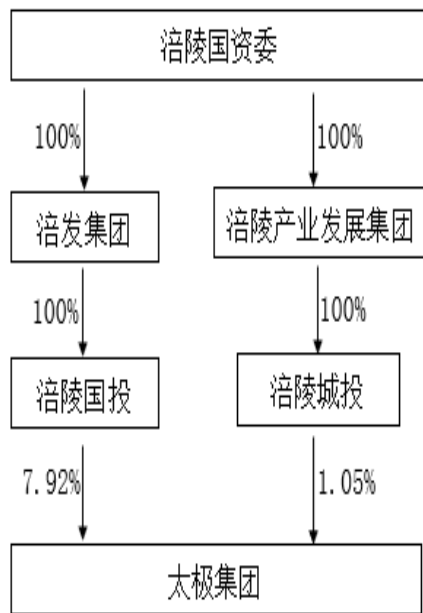 涪陵国资委
100%
100%
涪发集团
涪陵产业发展集团
100%
100%
涪陵国投
涪陵城投
7.92%
1.05%
太极集团